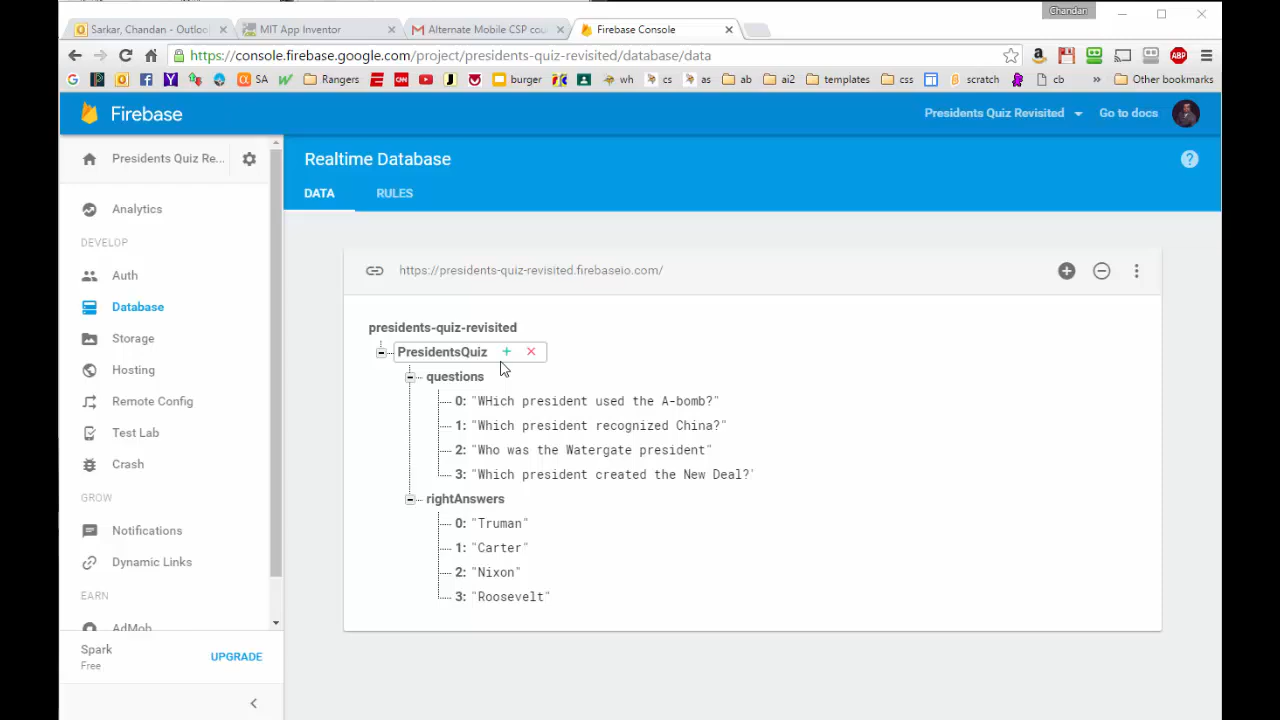 Chandan
Sarkar, Chandan - Outloo
MIT App Inventor
Alternate Mobile CSP cou
Firebase Console
https://console.firebase.google.com/project/presidents-quiz-revisited/database/data
SA
Rangers
CNN
burger
wh
cs
as
ab
ai2
templates
css
scratch
cb
»
Other bookmarks
Firebase
Presidents Quiz Revisited
Go to docs
Presidents Quiz Re...
Realtime Database
DATA
RULES
Analytics
DEVELOP
Auth
Database
Storage
Hosting
Remote Config
Test Lab
Crash
GROW
Notifications
Dynamic Links
EARN
AdMob
Spark
Free
UPGRADE
https://presidents-quiz-revisited.firebaseio.com/
presidents-quiz-revisited
PresidentsQuiz
questions
0: "WHich president used the A-bomb?"
1: "Which president recognized China?"
2: "Who was the Watergate president"
3: "Which president created the New Deal?'
rightAnswers
0: "Truman"
1: "Carter"
2: "Nixon"
3: "Roosevelt"